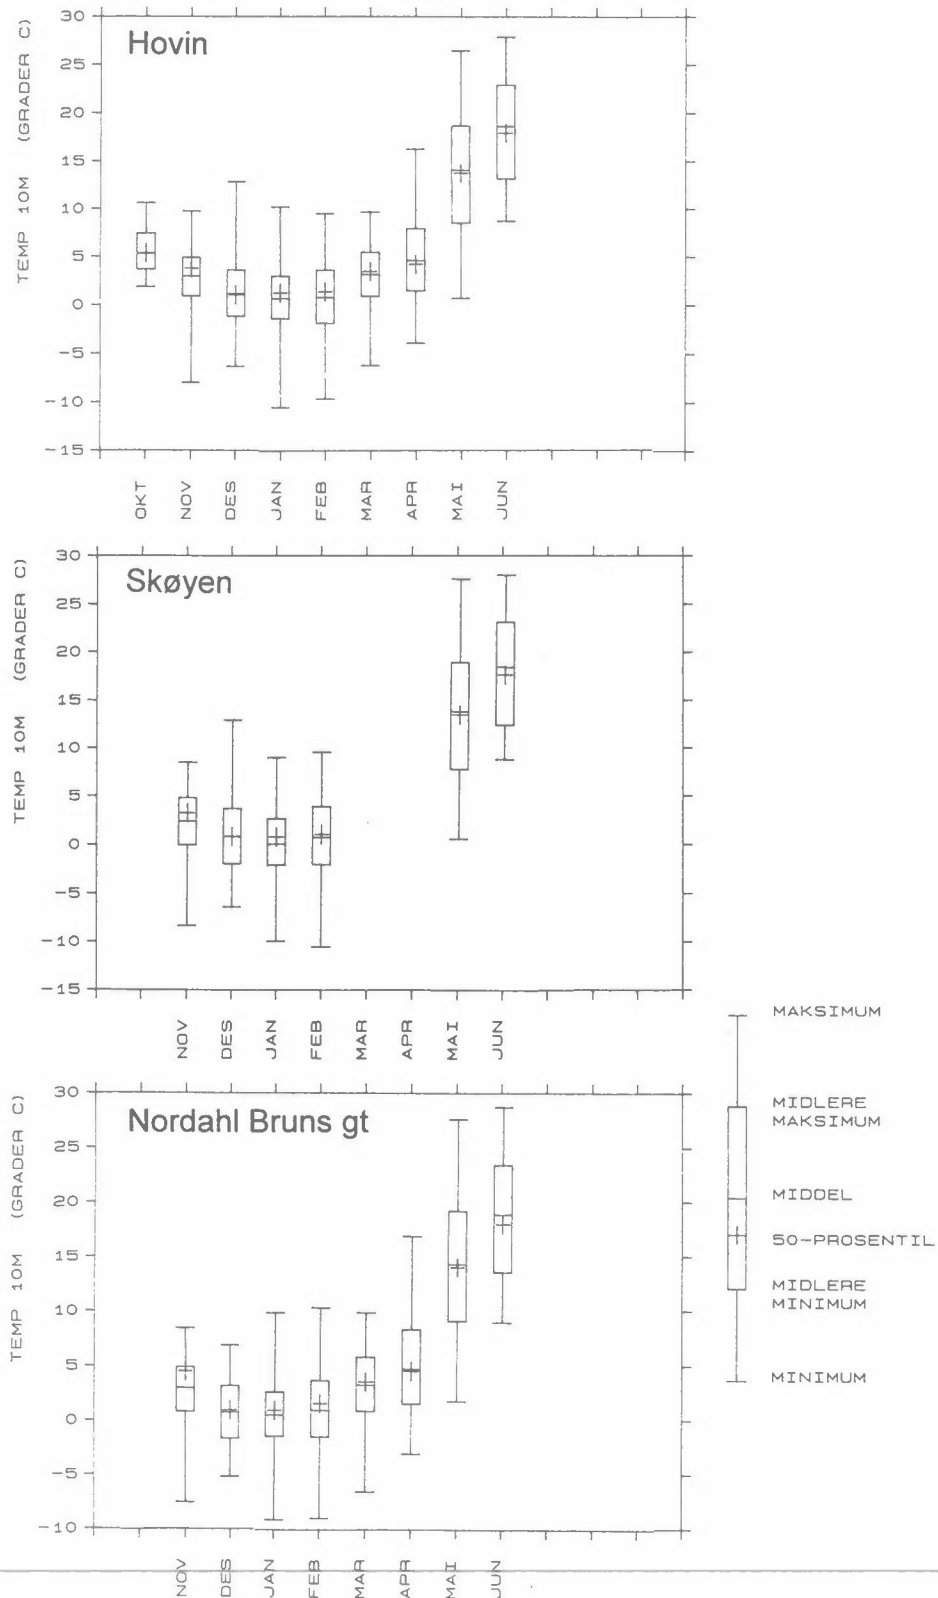 Hovin
TEMP 10M (GRADER C)
30
25
20
15
10
5
0
-5
-10
-15
OKT NOV DES JAN FEB MAR APR MAI JUN
Skøyen
TEMP 10M (GRADER C)
30
25
20
15
10
5
0
-5
-10
-15
NOV DES JAN FEB MAR APR MAI JUN
Nordahl Bruns gt
TEMP 10M (GRADER C)
30
25
20
15
10
5
0
-5
-10
NOV DES JAN FEB MAR APR MAI JUN
MAKSIMUM
MIDLERE
MAKSIMUM
MIDDEL
50-PROSENTIL
MIDLERE
MINIMUM
MINIMUM